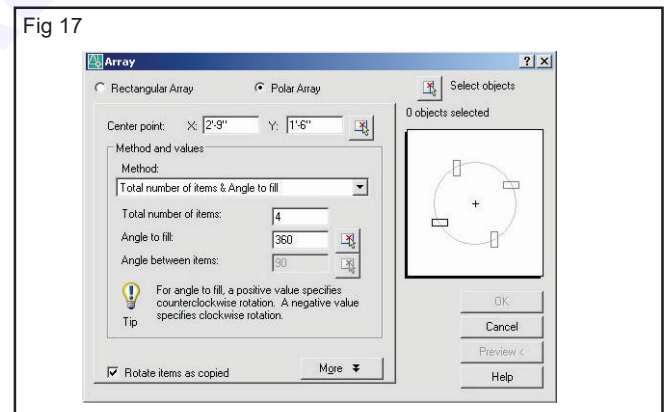 Fig 17
Array
Rectangular Array Polar Array
Select objects
0 objects selected
Center point: X: 2'-9" Y: 1'-6"
Method and values
Method:
Total number of items & Angle to fill
Total number of items: 4
Angle to fill: 360
Angle between items: 90
For angle to fill, a positive value specifies
counterclockwise rotation. A negative value
specifies clockwise rotation.
Tip
Rotate items as copied
More
OK
Cancel
Preview <
Help